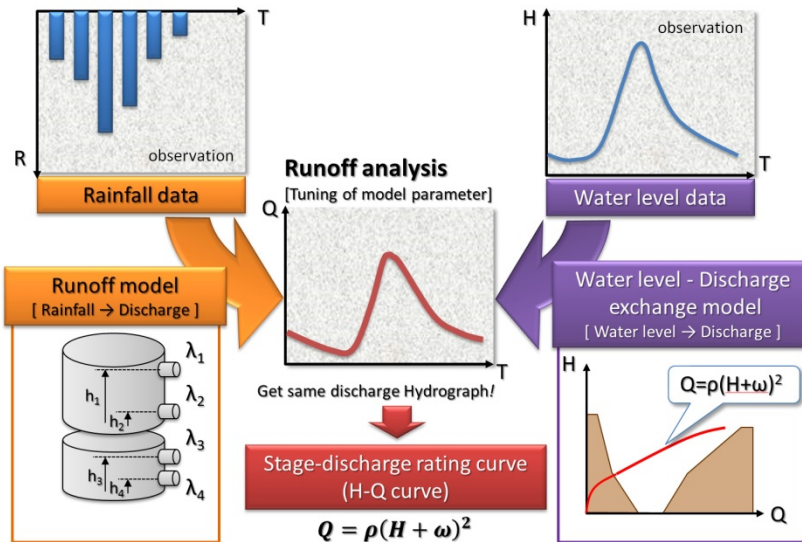 T
R
observation
Rainfall data
H
observation
T
Water level data
Runoff analysis
[Tuning of model parameter]
Q
T
Get same discharge Hydrograph!
Runoff model
[ Rainfall → Discharge ]
λ₁
λ₂
λ₃
λ₄
h₁
h₂
h₃
h₄
Water level - Discharge
exchange model
[ Water level → Discharge ]
H
Q=ρ(H+ω)²
Q
Stage-discharge rating curve
(H-Q curve)
Q = ρ(H + ω)²